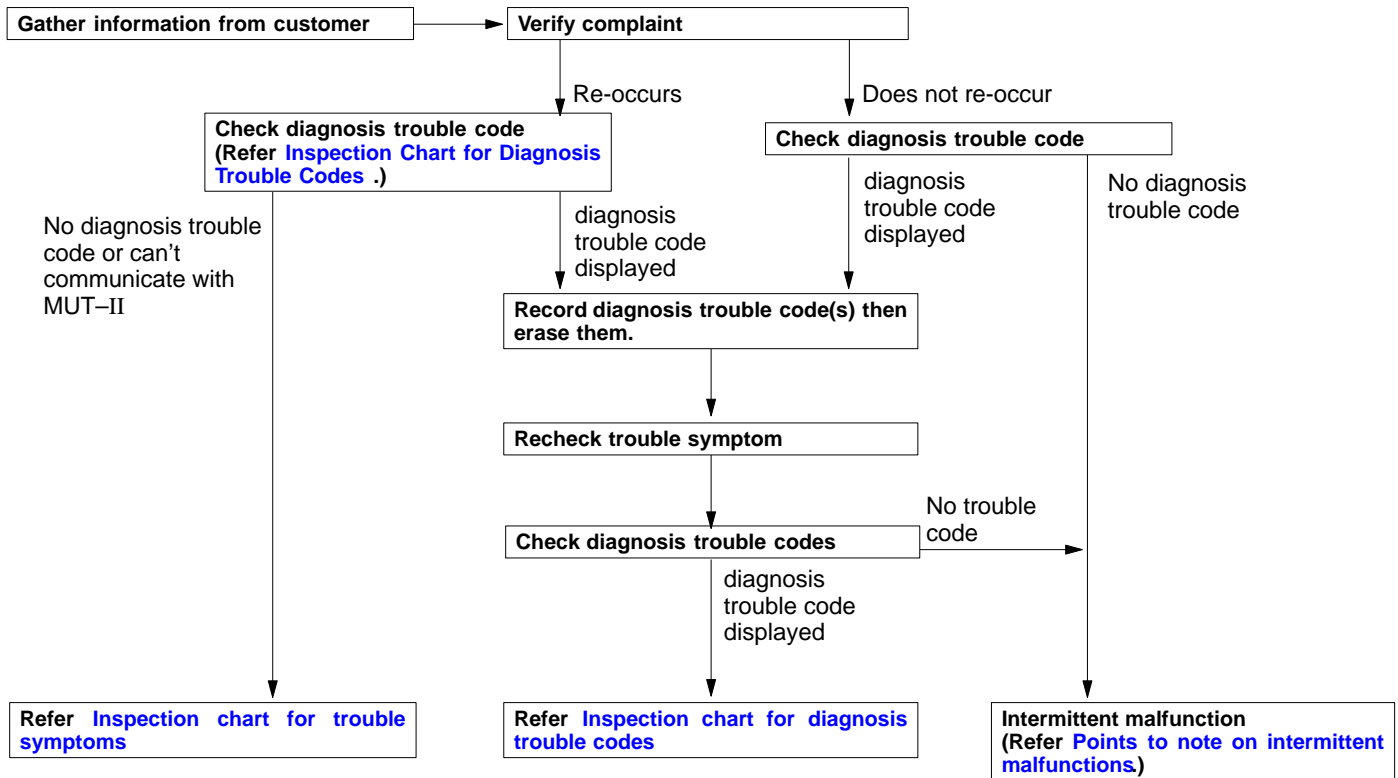 Gather information from customer
Verify complaint
Re-occurs
Does not re-occur
Check diagnosis trouble code
(Refer Inspection Chart for Diagnosis
Trouble Codes .)
Check diagnosis trouble code
No diagnosis trouble
code or can't
communicate with
MUT–II
diagnosis
trouble code
displayed
diagnosis
trouble code
displayed
No diagnosis
trouble code
Record diagnosis trouble code(s) then
erase them.
Recheck trouble symptom
Check diagnosis trouble codes
No trouble
code
diagnosis
trouble code
displayed
Refer Inspection chart for trouble
symptoms
Refer Inspection chart for diagnosis
trouble codes
Intermittent malfunction
(Refer Points to note on intermittent
malfunctions.)